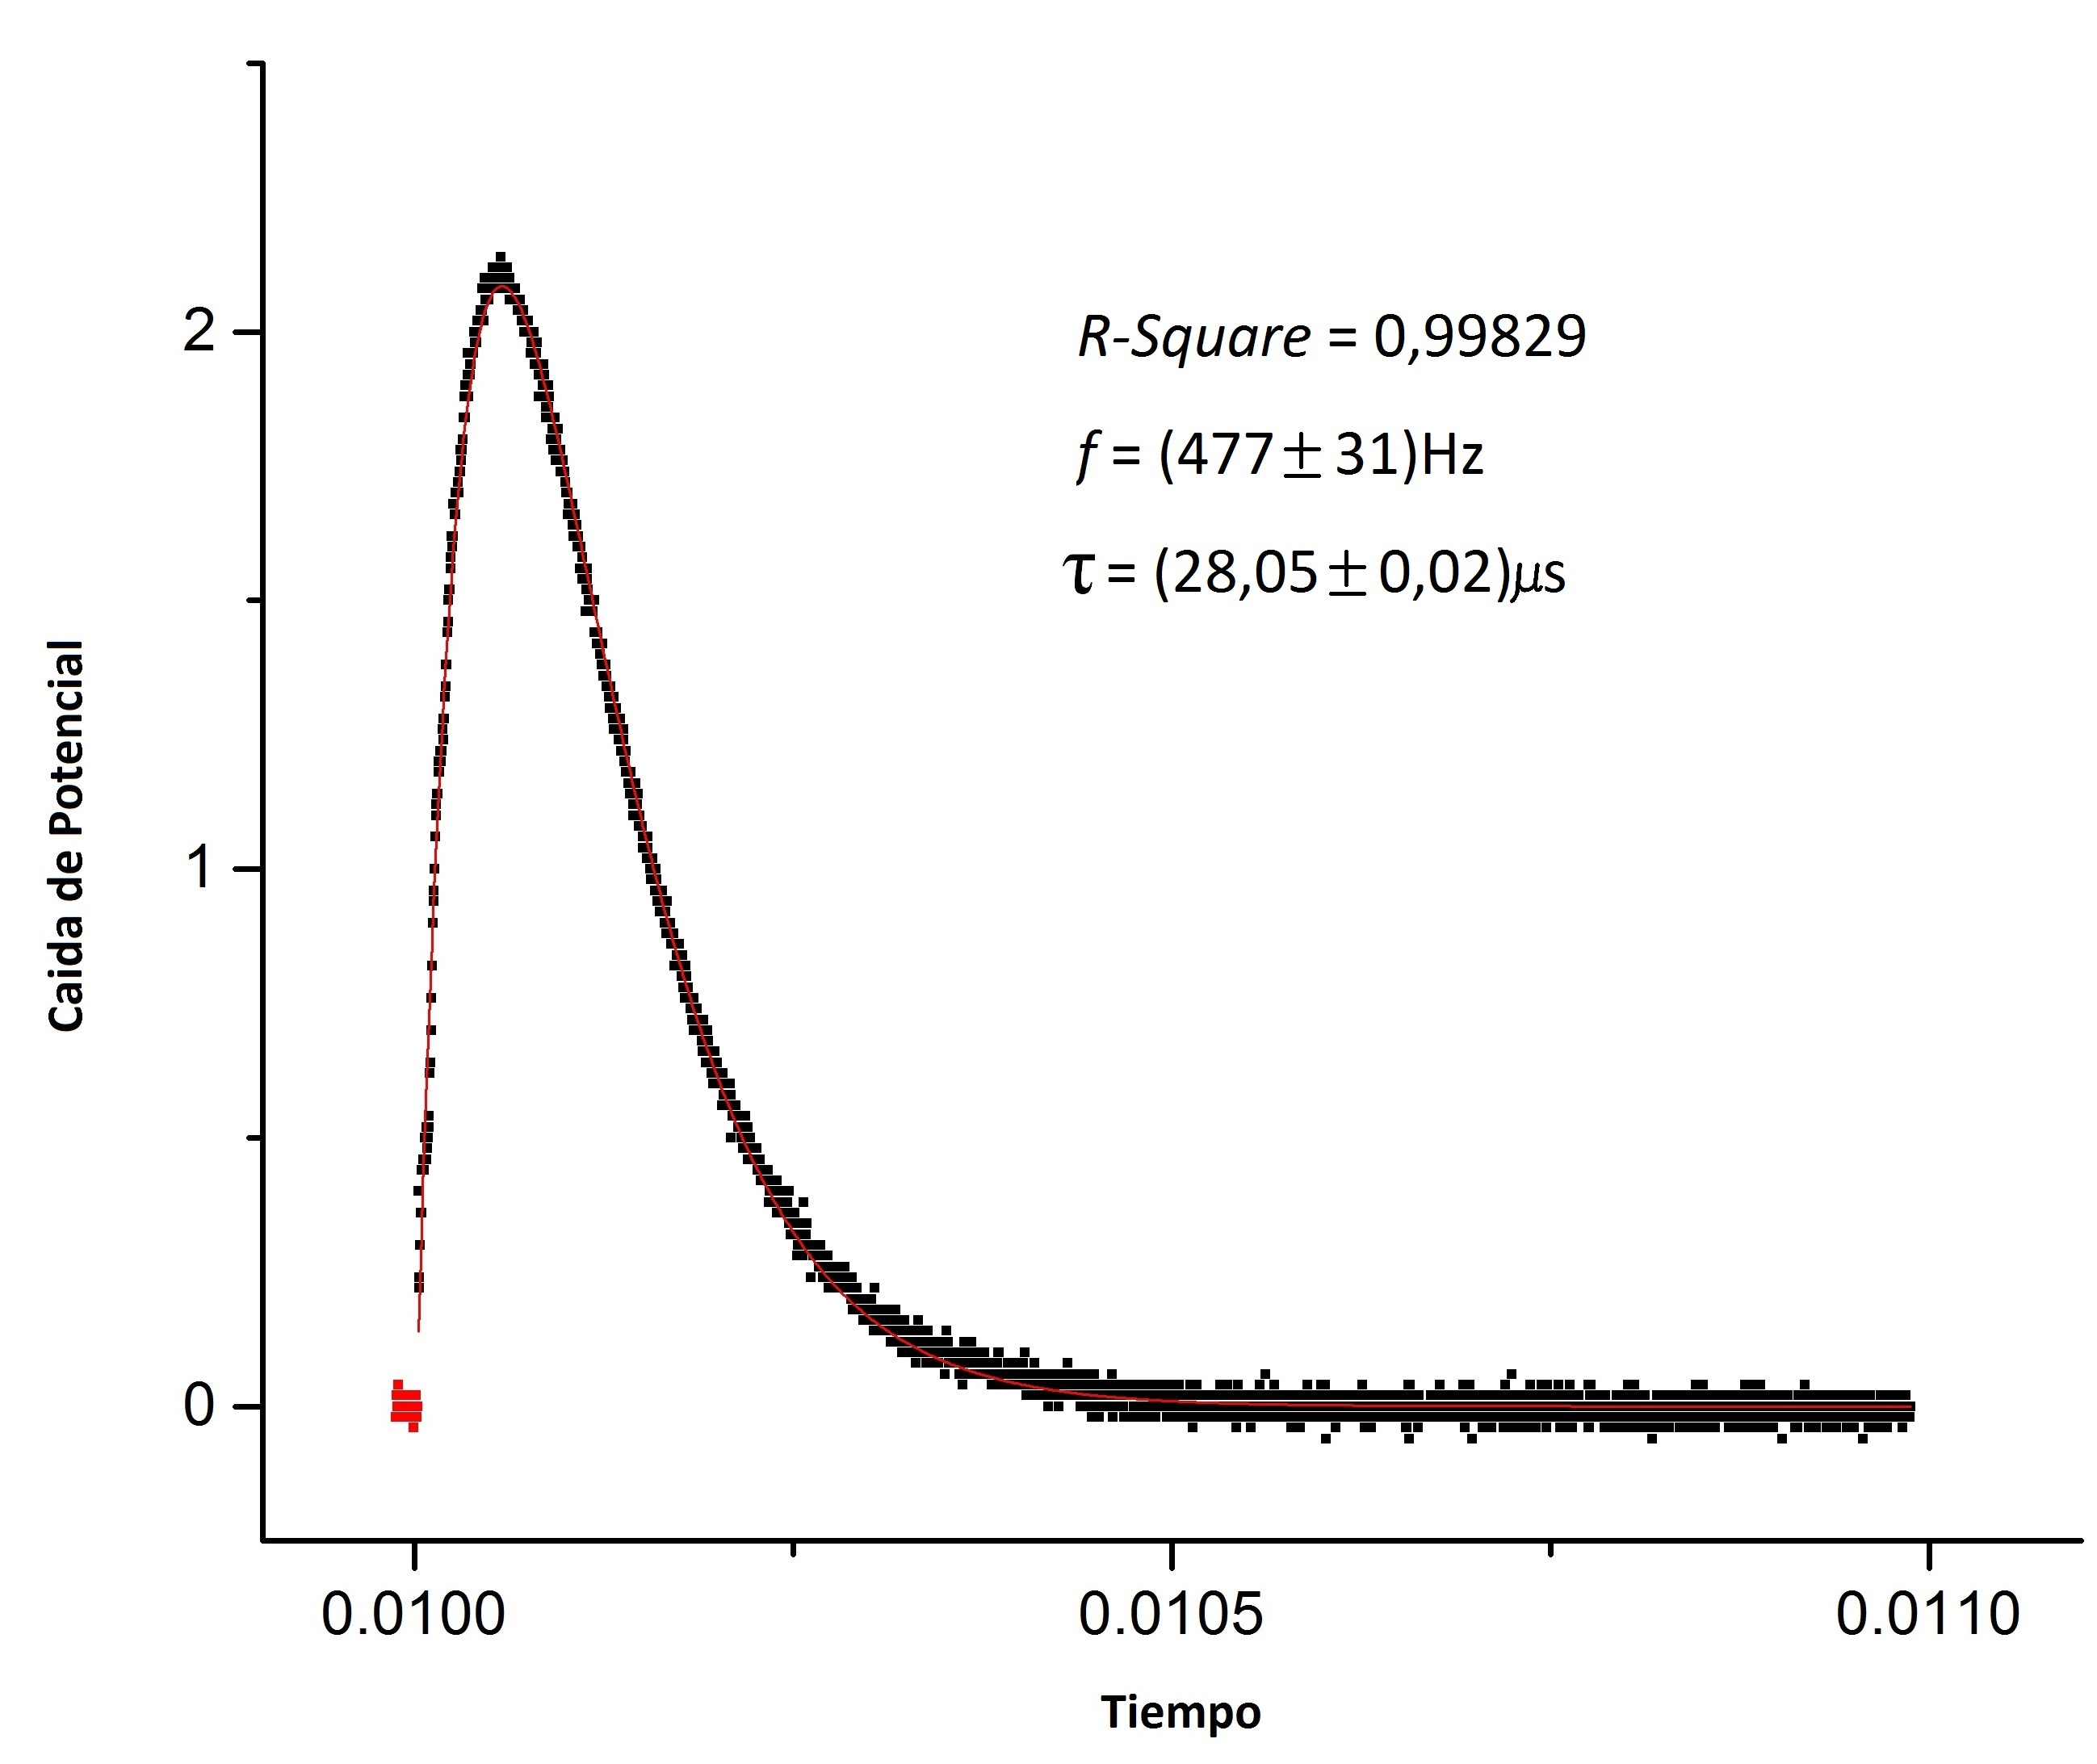 2
1
0
Caida de Potencial
R-Square = 0,99829
f = (477±31)Hz
τ = (28,05±0,02)µs
0.0100 0.0105 0.0110
Tiempo